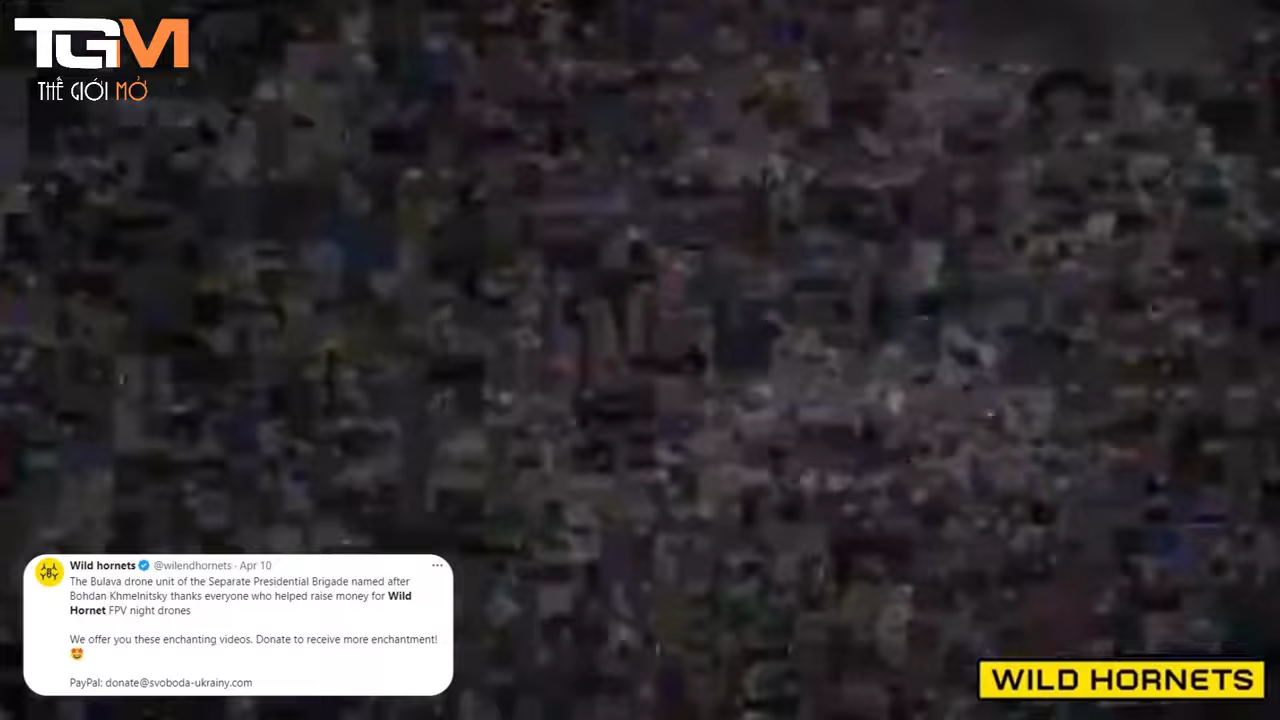 TGM
THẾ GIỚI MỞ
Wild hornets @wilendhornets · Apr 10
The Bulava drone unit of the Separate Presidential Brigade named after
Bohdan Khmelnitsky thanks everyone who helped raise money for Wild
Hornet FPV night drones
We offer you these enchanting videos. Donate to receive more enchantment!
😍
PayPal: donate@svoboda-ukrainy.com
WILD HORNETS